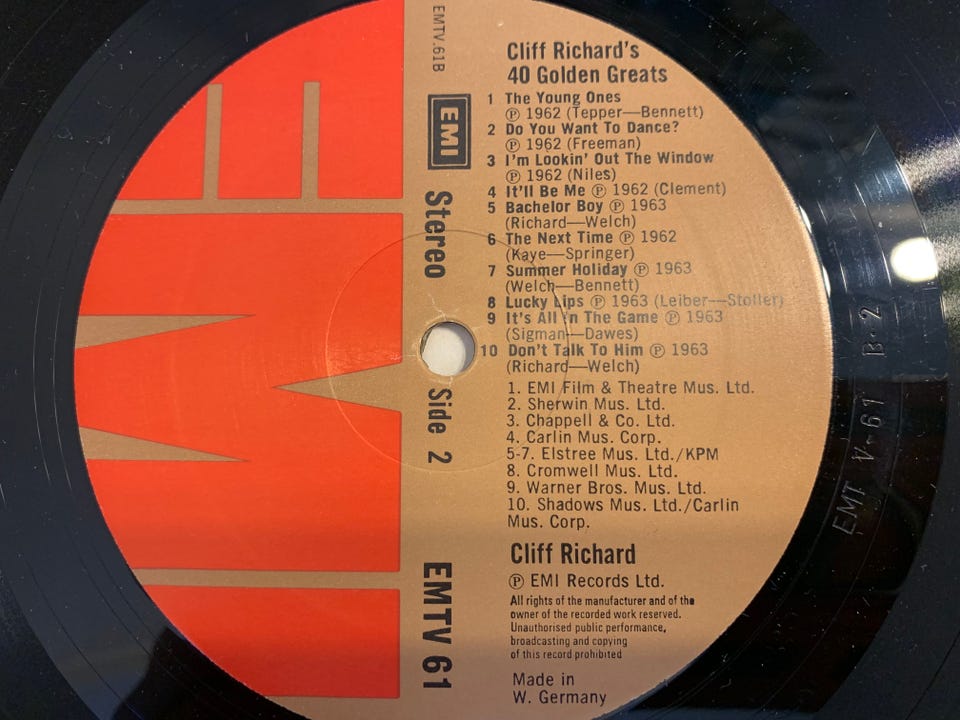 EMTV.61B
EMI
Stereo
Side 2
EMTV 61
Cliff Richard's
40 Golden Greats
1 The Young Ones
℗ 1962 (Tepper—Bennett)
2 Do You Want To Dance?
℗ 1962 (Freeman)
3 I'm Lookin' Out The Window
℗ 1962 (Niles)
4 It'll Be Me ℗ 1962 (Clement)
5 Bachelor Boy ℗ 1963
(Richard—Welch)
6 The Next Time ℗ 1962
(Kaye—Springer)
7 Summer Holiday ℗ 1963
(Welch—Bennett)
8 Lucky Lips ℗ 1963 (Leiber—Stoller)
9 It's All In The Game ℗ 1963
(Sigman—Dawes)
10 Don't Talk To Him ℗ 1963
(Richard—Welch)
1. EMI Film & Theatre Mus. Ltd.
2. Sherwin Mus. Ltd.
3. Chappell & Co. Ltd.
4. Carlin Mus. Corp.
5-7. Elstree Mus. Ltd./KPM
8. Cromwell Mus. Ltd.
9. Warner Bros. Mus. Ltd.
10. Shadows Mus. Ltd./Carlin
Mus. Corp.
Cliff Richard
℗ EMI Records Ltd.
All rights of the manufacturer and of the
owner of the recorded work reserved.
Unauthorised public performance,
broadcasting and copying
of this record prohibited
Made in
W. Germany
EMT V-61 B-2